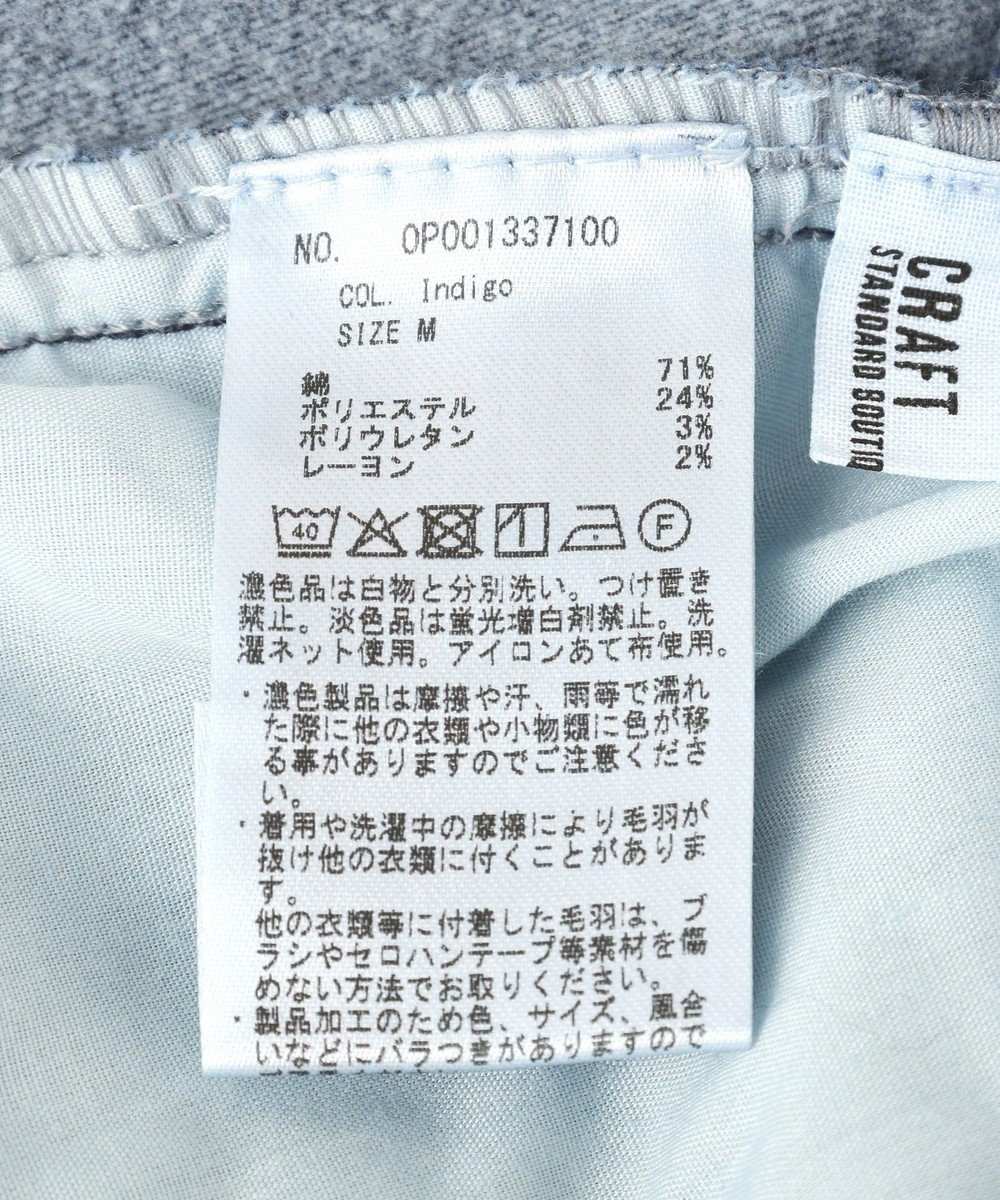 NO. 0P001337100
COL. Indigo
SIZE M
綿 71%
ポリエステル 24%
ポリウレタン 3%
レーヨン 2%
40 F
濃色品は白物と分別洗い。つけ置き
禁止。淡色品は蛍光増白剤禁止。洗
濯ネット使用。アイロンあて布使用。
・濃色製品は摩擦や汗、雨等で濡れ
た際に他の衣類や小物類に色が移
る事がありますのでご注意くださ
い。
・着用や洗濯中の摩擦により毛羽が
抜け他の衣類に付くことがありま
す。
他の衣類等に付着した毛羽は、ブ
ラシやセロハンテープ等素材を傷
めない方法でお取りください。
・製品加工のため色、サイズ、風合
いなどにバラつきがありますので
CRAFT
STANDARD BOUTIQ